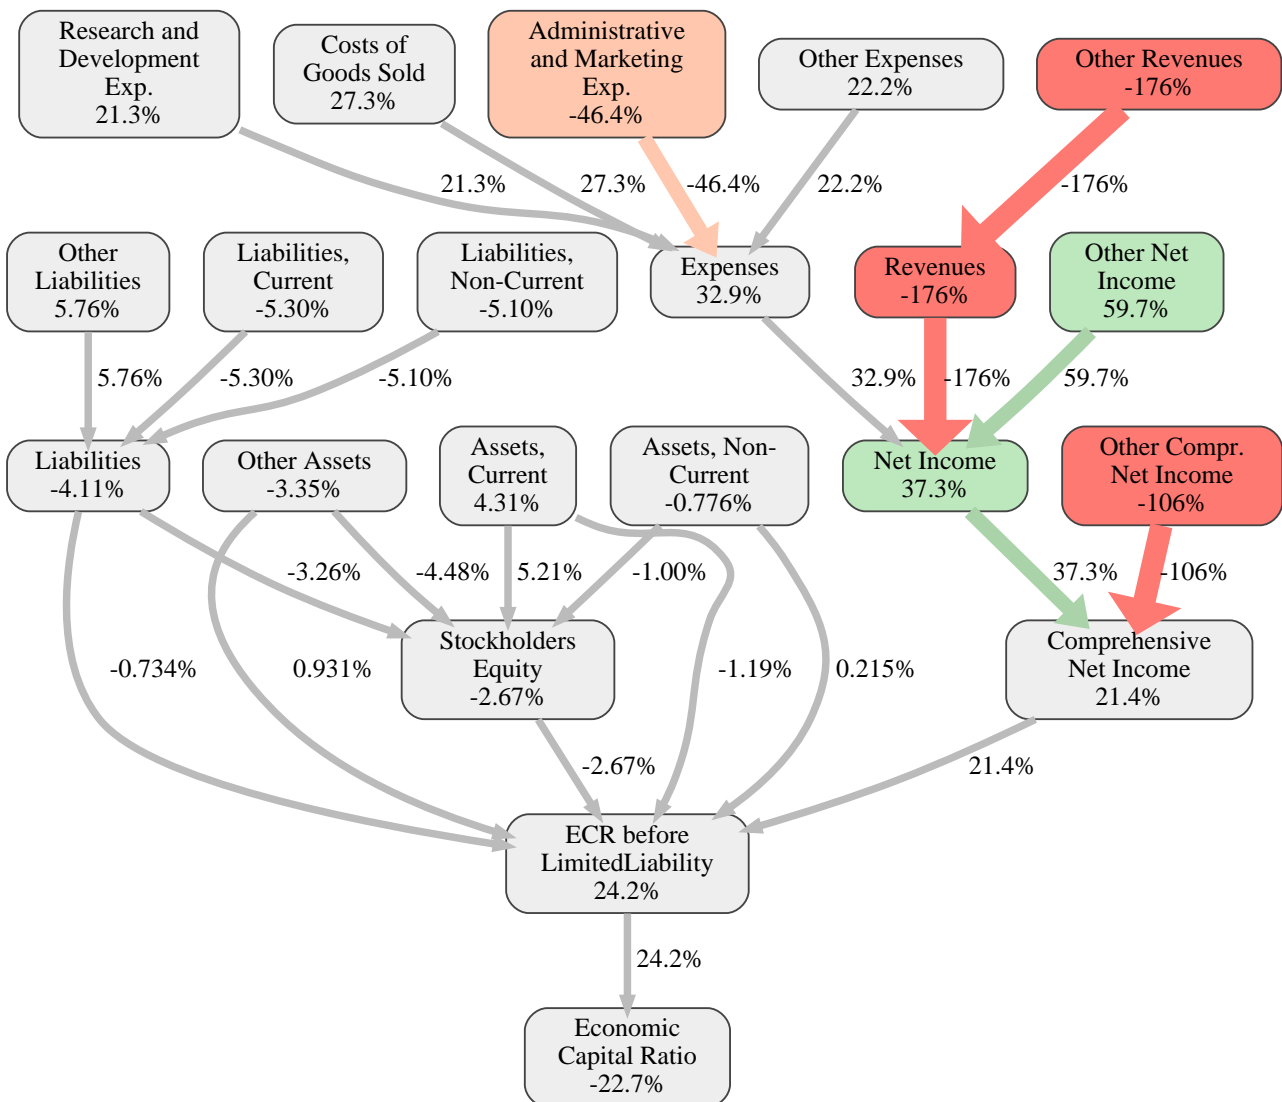 Research and
Development
Exp.
21.3%
Costs of
Goods Sold
27.3%
Administrative
and Marketing
Exp.
-46.4%
Other Expenses
22.2%
Other Revenues
-176%
21.3%
27.3%
-46.4%
22.2%
-176%
Other
Liabilities
5.76%
Liabilities,
Current
-5.30%
Liabilities,
Non-Current
-5.10%
Expenses
32.9%
Revenues
-176%
Other Net
Income
59.7%
5.76%
-5.30%
-5.10%
32.9%
-176%
59.7%
Liabilities
-4.11%
Other Assets
-3.35%
Assets,
Current
4.31%
Assets, Non-
Current
-0.776%
Net Income
37.3%
Other Compr.
Net Income
-106%
-3.26%
-4.48%
5.21%
-1.00%
37.3%
-106%
-0.734%
0.931%
Stockholders
Equity
-2.67%
-1.19%
0.215%
Comprehensive
Net Income
21.4%
-2.67%
21.4%
ECR before
LimitedLiability
24.2%
24.2%
Economic
Capital Ratio
-22.7%